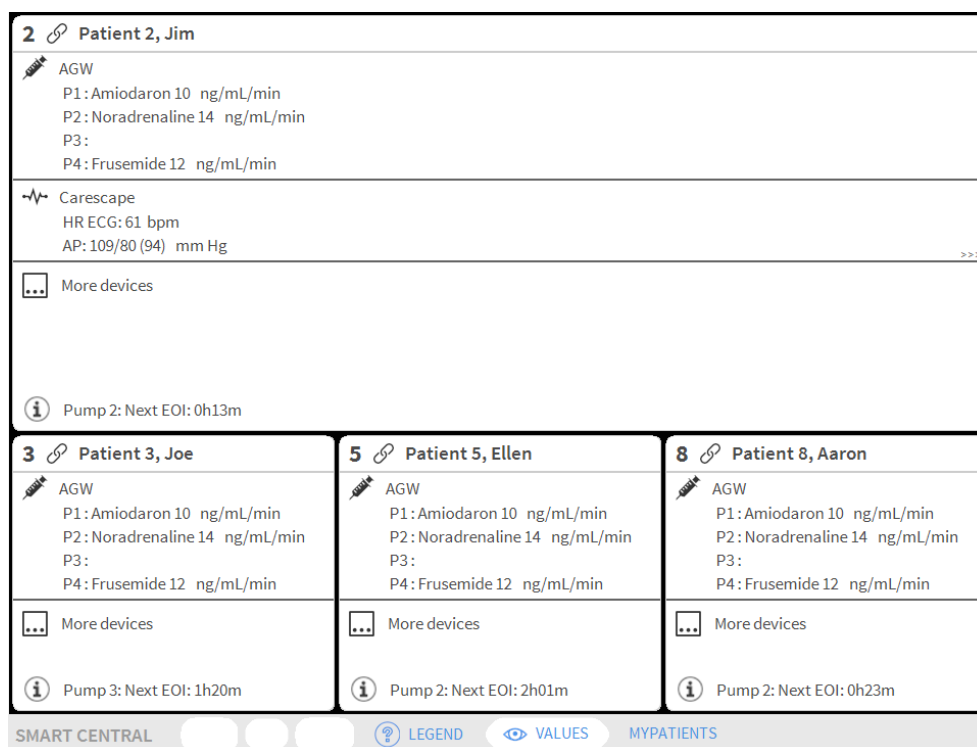 2 Patient 2, Jim
AGW
P1: Amiodaron 10 ng/mL/min
P2: Noradrenaline 14 ng/mL/min
P3:
P4: Frusemide 12 ng/mL/min
Carescape
HR ECG: 61 bpm
AP: 109/80 (94) mm Hg
>>>
... More devices
i Pump 2: Next EOI: 0h13m
3 Patient 3, Joe
AGW
P1: Amiodaron 10 ng/mL/min
P2: Noradrenaline 14 ng/mL/min
P3:
P4: Frusemide 12 ng/mL/min
... More devices
i Pump 3: Next EOI: 1h20m
5 Patient 5, Ellen
AGW
P1: Amiodaron 10 ng/mL/min
P2: Noradrenaline 14 ng/mL/min
P3:
P4: Frusemide 12 ng/mL/min
... More devices
i Pump 2: Next EOI: 2h01m
8 Patient 8, Aaron
AGW
P1: Amiodaron 10 ng/mL/min
P2: Noradrenaline 14 ng/mL/min
P3:
P4: Frusemide 12 ng/mL/min
... More devices
i Pump 2: Next EOI: 0h23m
SMART CENTRAL ? LEGEND VALUES MYPATIENTS